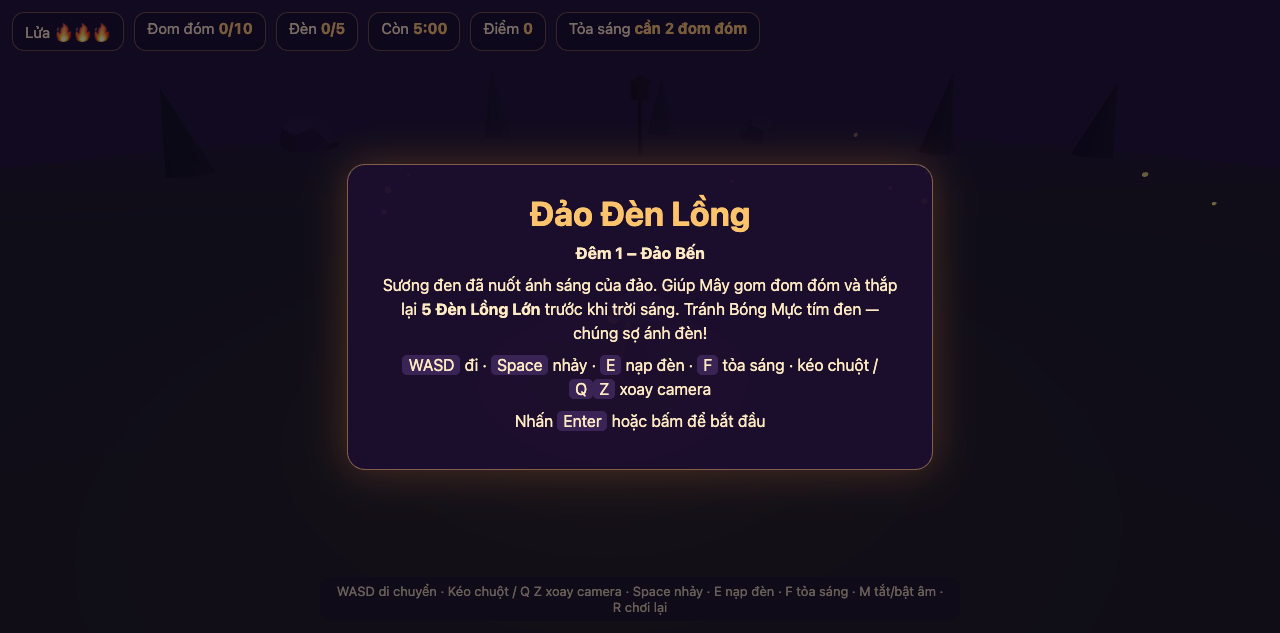 Lửa 🔥🔥🔥
Đom đóm 0/10
Đèn 0/5
Còn 5:00
Điểm 0
Tỏa sáng cần 2 đom đóm
Đảo Đèn Lồng
Đêm 1 – Đảo Bến
Sương đen đã nuốt ánh sáng của đảo. Giúp Mây gom đom đóm và thắp
lại 5 Đèn Lồng Lớn trước khi trời sáng. Tránh Bóng Mực tím đen —
chúng sợ ánh đèn!
WASD đi · Space nhảy · E nạp đèn · F tỏa sáng · kéo chuột /
Q Z xoay camera
Nhấn Enter hoặc bấm để bắt đầu
WASD di chuyển · Kéo chuột / Q Z xoay camera · Space nhảy · E nạp đèn · F tỏa sáng · M tắt/bật âm ·
R chơi lại